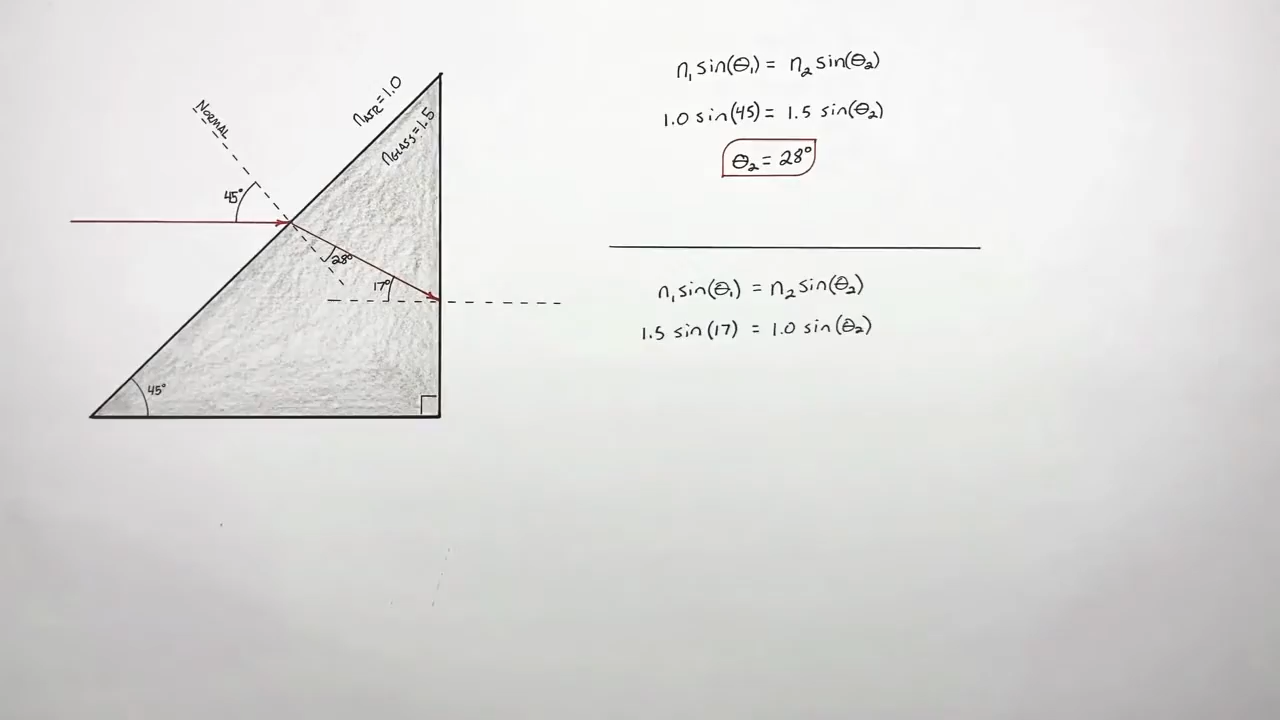 NORMAL
nAIR = 1.0
nGLASS = 1.5
45°
28°
17°
45°
n₁ sin(θ₁) = n₂ sin(θ₂)
1.0 sin(45) = 1.5 sin(θ₂)
θ₂ = 28°
n₁ sin(θ₁) = n₂ sin(θ₂)
1.5 sin(17) = 1.0 sin(θ₂)